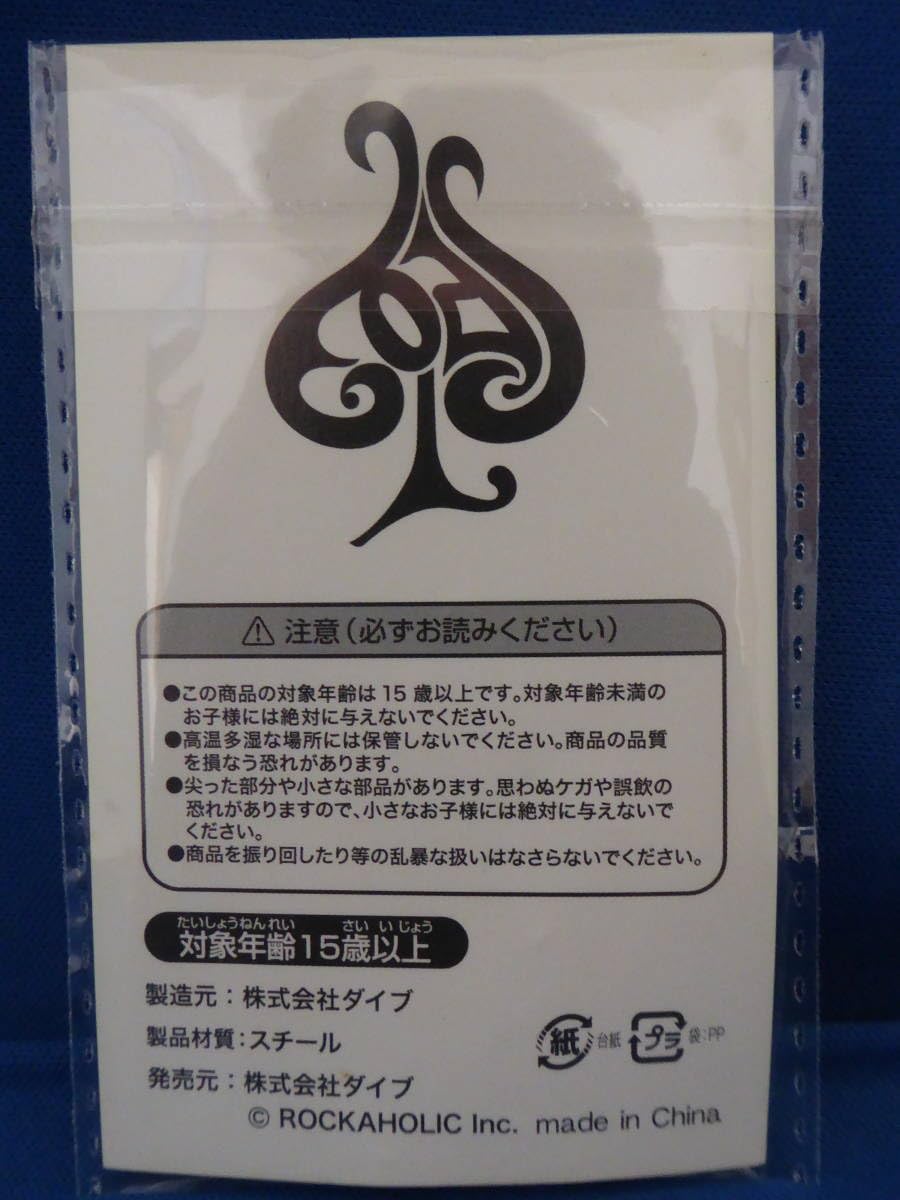 ⚠ 注意(必ずお読みください)
●この商品の対象年齢は15歳以上です。対象年齢未満の
お子様には絶対に与えないでください。
●高温多湿な場所には保管しないでください。商品の品質
を損なう恐れがあります。
●尖った部分や小さな部品があります。思わぬケガや誤飲の
恐れがありますので、小さなお子様には絶対に与えないで
ください。
●商品を振り回したり等の乱暴な扱いはなさらないでください。
たいしょうねんれい さい いじょう
対象年齢15歳以上
製造元:株式会社ダイブ
製品材質:スチール
紙 台紙 プラ 袋:PP
発売元:株式会社ダイブ
© ROCKAHOLIC Inc. made in China